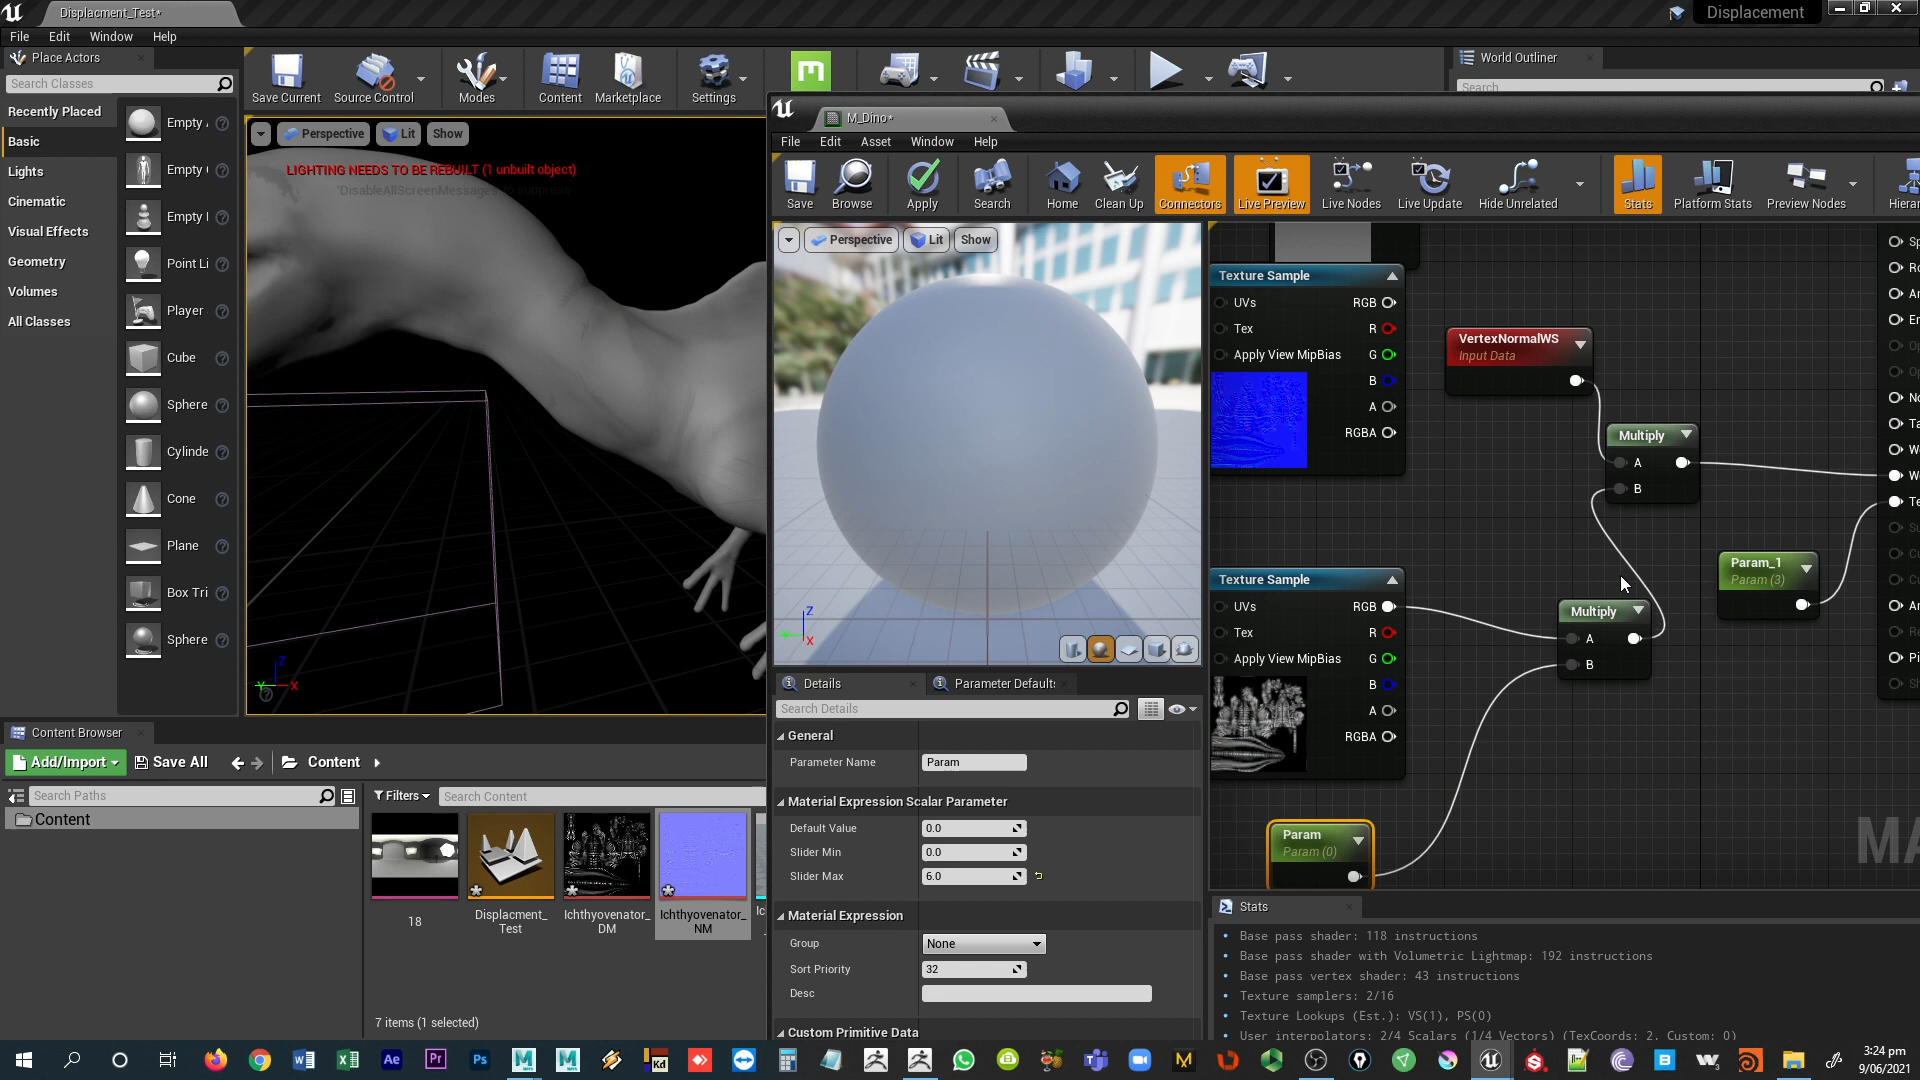 Displacment_Test*
Displacement
File Edit Window Help
Place Actors
Search Classes
Recently Placed
Basic
Lights
Cinematic
Visual Effects
Geometry
Volumes
All Classes
Empty
Empty
Empty
Point Li
Player
Cube
Sphere
Cylinde
Cone
Plane
Box Tri
Sphere
Save Current
Source Control
Modes
Content
Marketplace
Settings
World Outliner
Search
Perspective
Lit
Show
LIGHTING NEEDS TO BE REBUILT (1 unbuilt object)
'DisableAllScreenMessages' to suppress
Z
X
Y
M_Dino*
File Edit Asset Window Help
Save
Browse
Apply
Search
Home
Clean Up
Connectors
Live Preview
Live Nodes
Live Update
Hide Unrelated
Stats
Platform Stats
Preview Nodes
Hierar
Perspective
Lit
Show
Z
X
Texture Sample
UVs RGB
Tex R
Apply View MipBias G
B
A
RGBA
VertexNormalWS
Input Data
Multiply
A
B
Param_1
Param (3)
Texture Sample
UVs RGB
Tex R
Apply View MipBias G
B
A
RGBA
Multiply
A
B
Param
Param (0)
MA
Details
Parameter Default
Search Details
General
Parameter Name Param
Material Expression Scalar Parameter
Default Value 0.0
Slider Min 0.0
Slider Max 6.0
Material Expression
Group None
Sort Priority 32
Desc
Custom Primitive Data
Stats
Base pass shader: 118 instructions
Base pass shader with Volumetric Lightmap: 192 instructions
Base pass vertex shader: 43 instructions
Texture samplers: 2/16
Texture Lookups (Est.): VS(1), PS(0)
User interpolators: 2/4 Scalars (1/4 Vectors) (TexCoords: 2, Custom: 0)
Content Browser
Add/Import
Save All
Content
Search Paths
Content
Filters
Search Content
18
Displacment_
Test
Ichthyovenator_
DM
Ichthyovenator_
NM
7 items (1 selected)
3:24 pm
9/06/2021